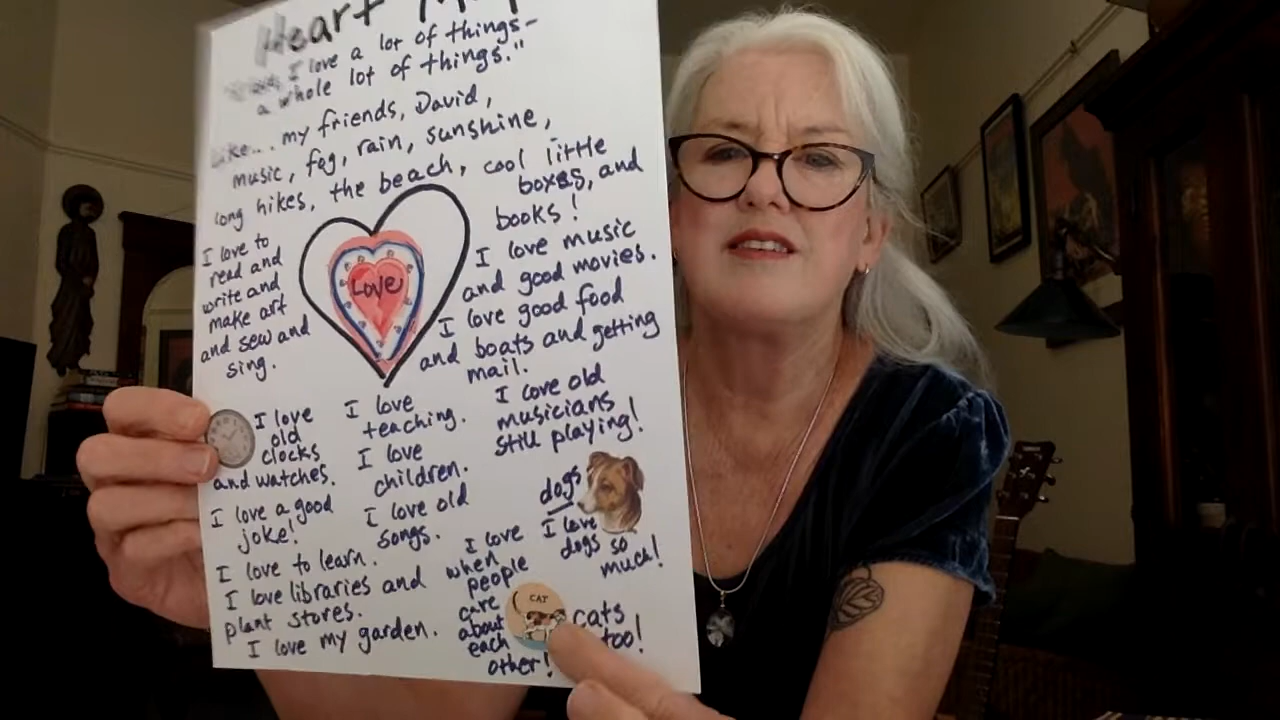 Heart Map
I love a lot of things-
a whole lot of things."
Like... my friends, David,
music, fog, rain, sunshine,
long hikes, the beach, cool little
boxes, and
books!
I love to
read and
write and
make art
and sew and
sing.
Love
I love music
and good movies.
I love good food
and boats and getting
mail.
I love old
clocks
and watches.
I love
teaching.
I love
children.
I love old
songs.
I love old
musicians
still playing!
I love a good
joke!
I love to learn.
I love libraries and
plant stores.
I love my garden.
I love
when
people
care
about
each
other!
dogs
I love
dogs so
much!
CAT
cats
too!